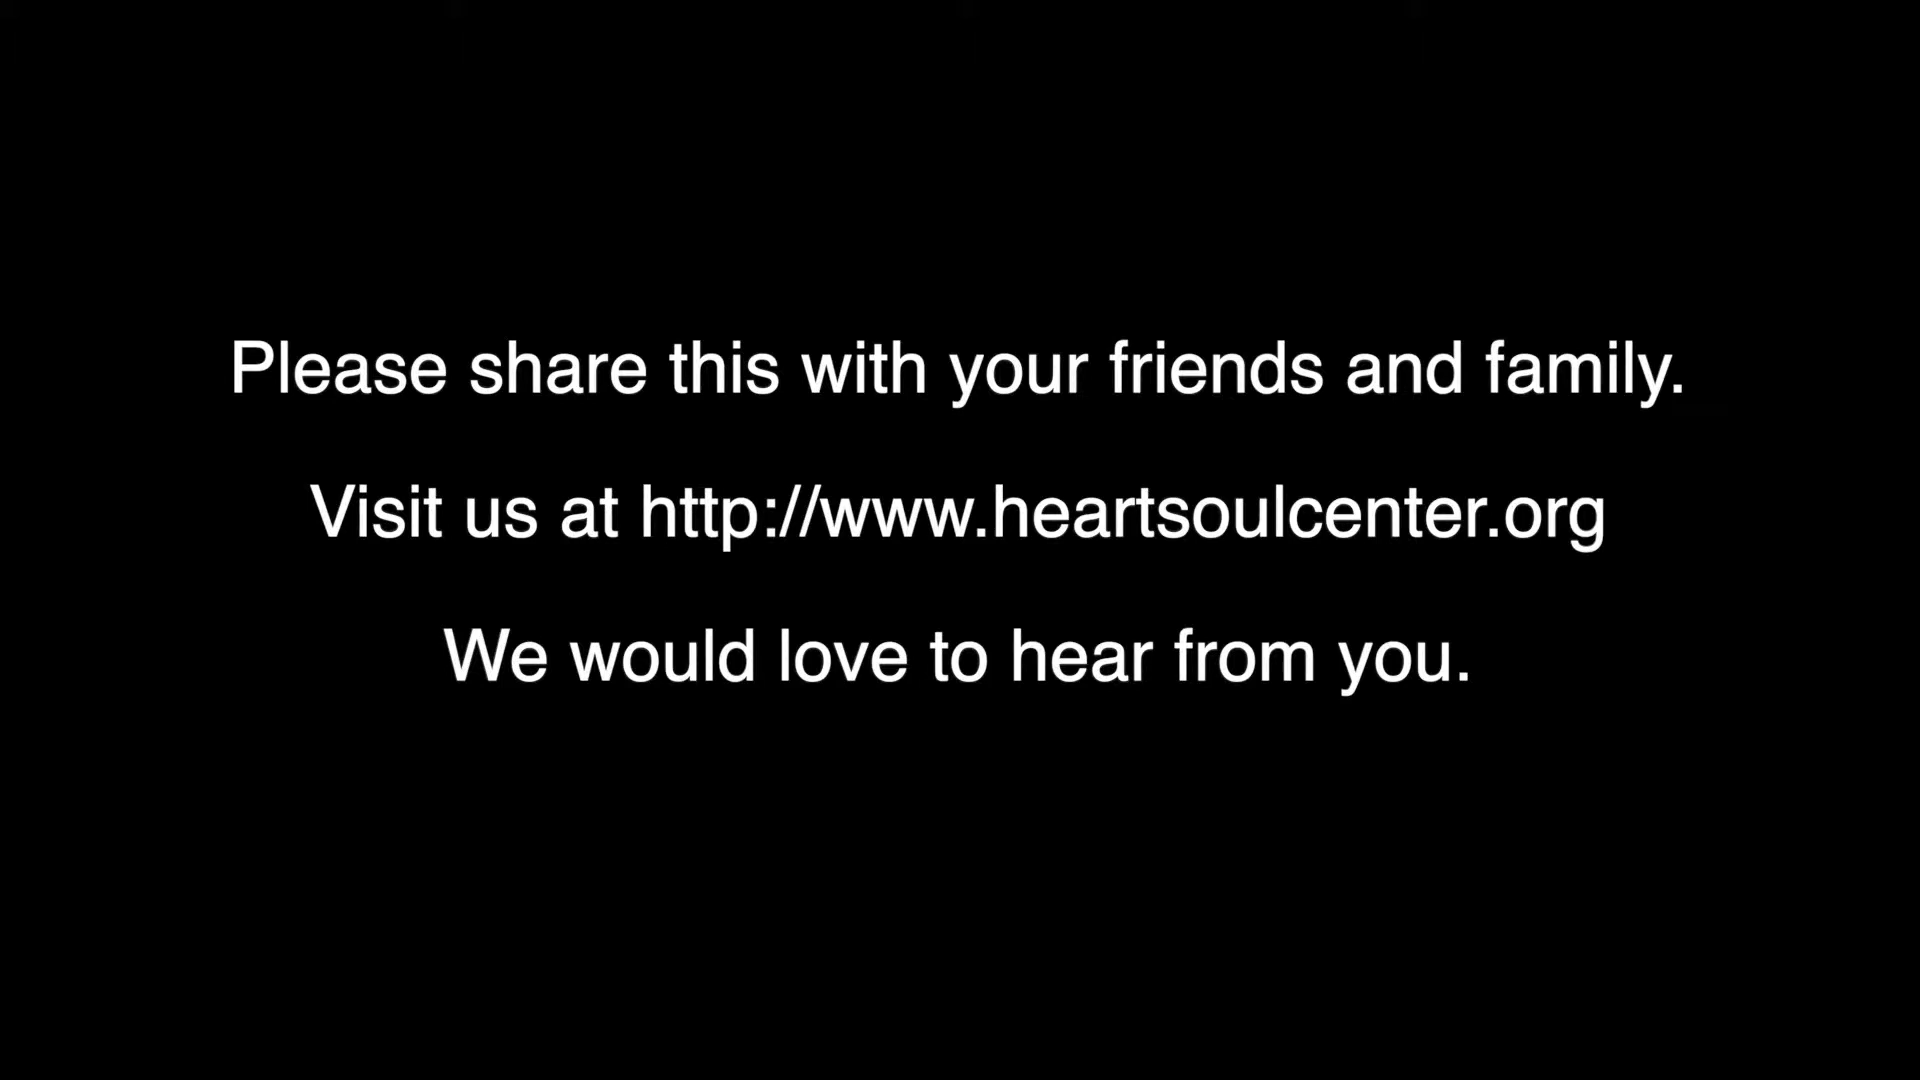 Please share this with your friends and family.
Visit us at http://www.heartsoulcenter.org
We would love to hear from you.